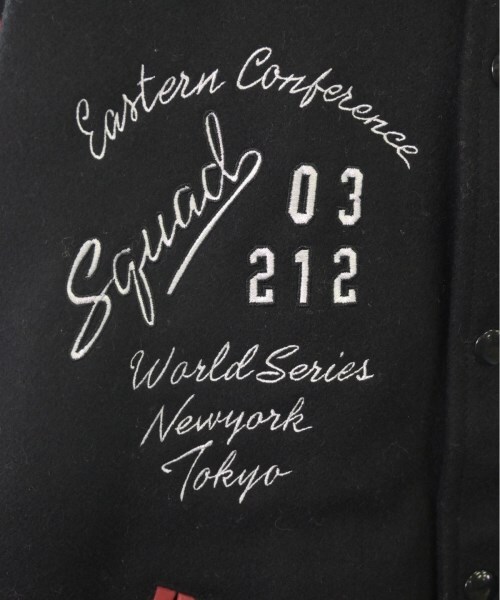 Eastern Conference
Squad
03
212
World Series
Newyork
Tokyo